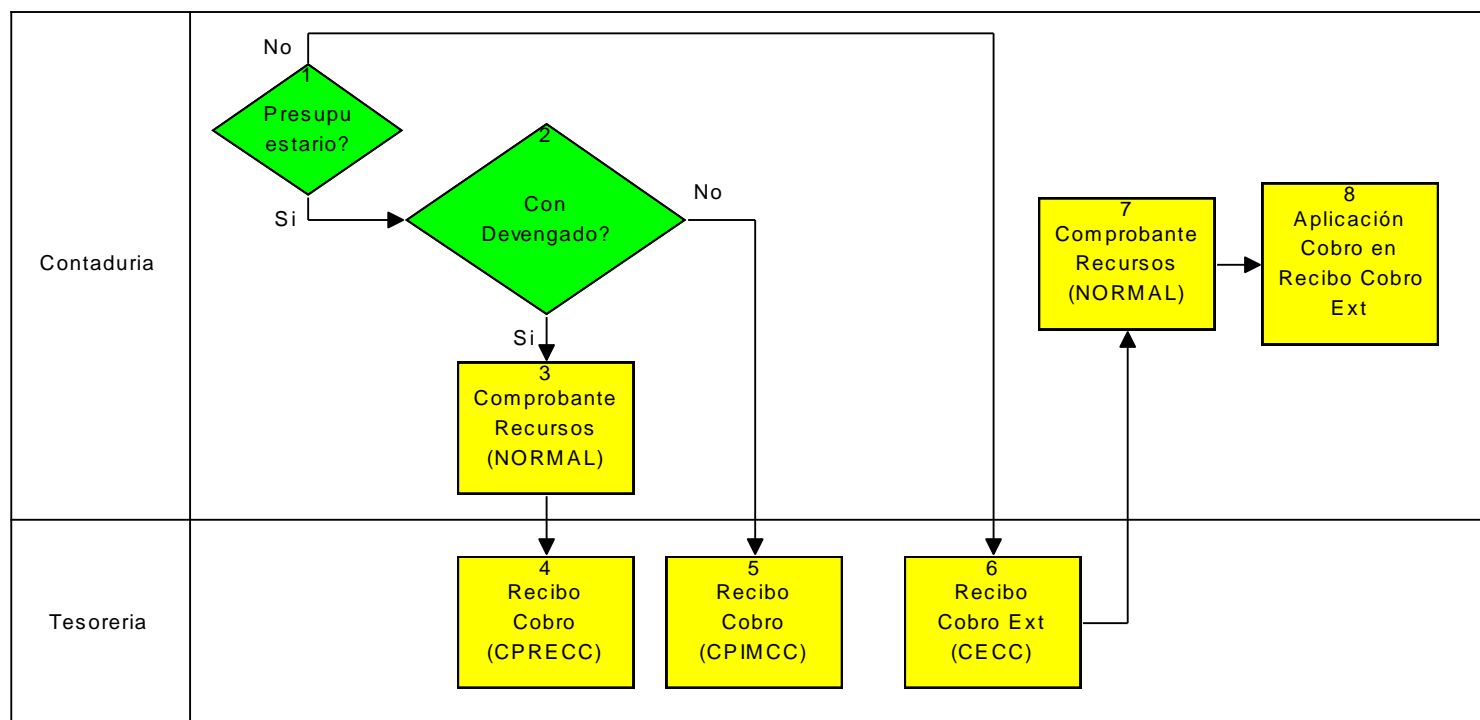 Contaduria
No
1
Presupu
estario?
Si
2
Con
Devengado?
No
Si
3
Comprobante
Recursos
(NORMAL)
7
Comprobante
Recursos
(NORMAL)
8
Aplicación
Cobro en
Recibo Cobro
Ext
Tesoreria
4
Recibo
Cobro
(CPRECC)
5
Recibo
Cobro
(CPIMCC)
6
Recibo
Cobro Ext
(CECC)